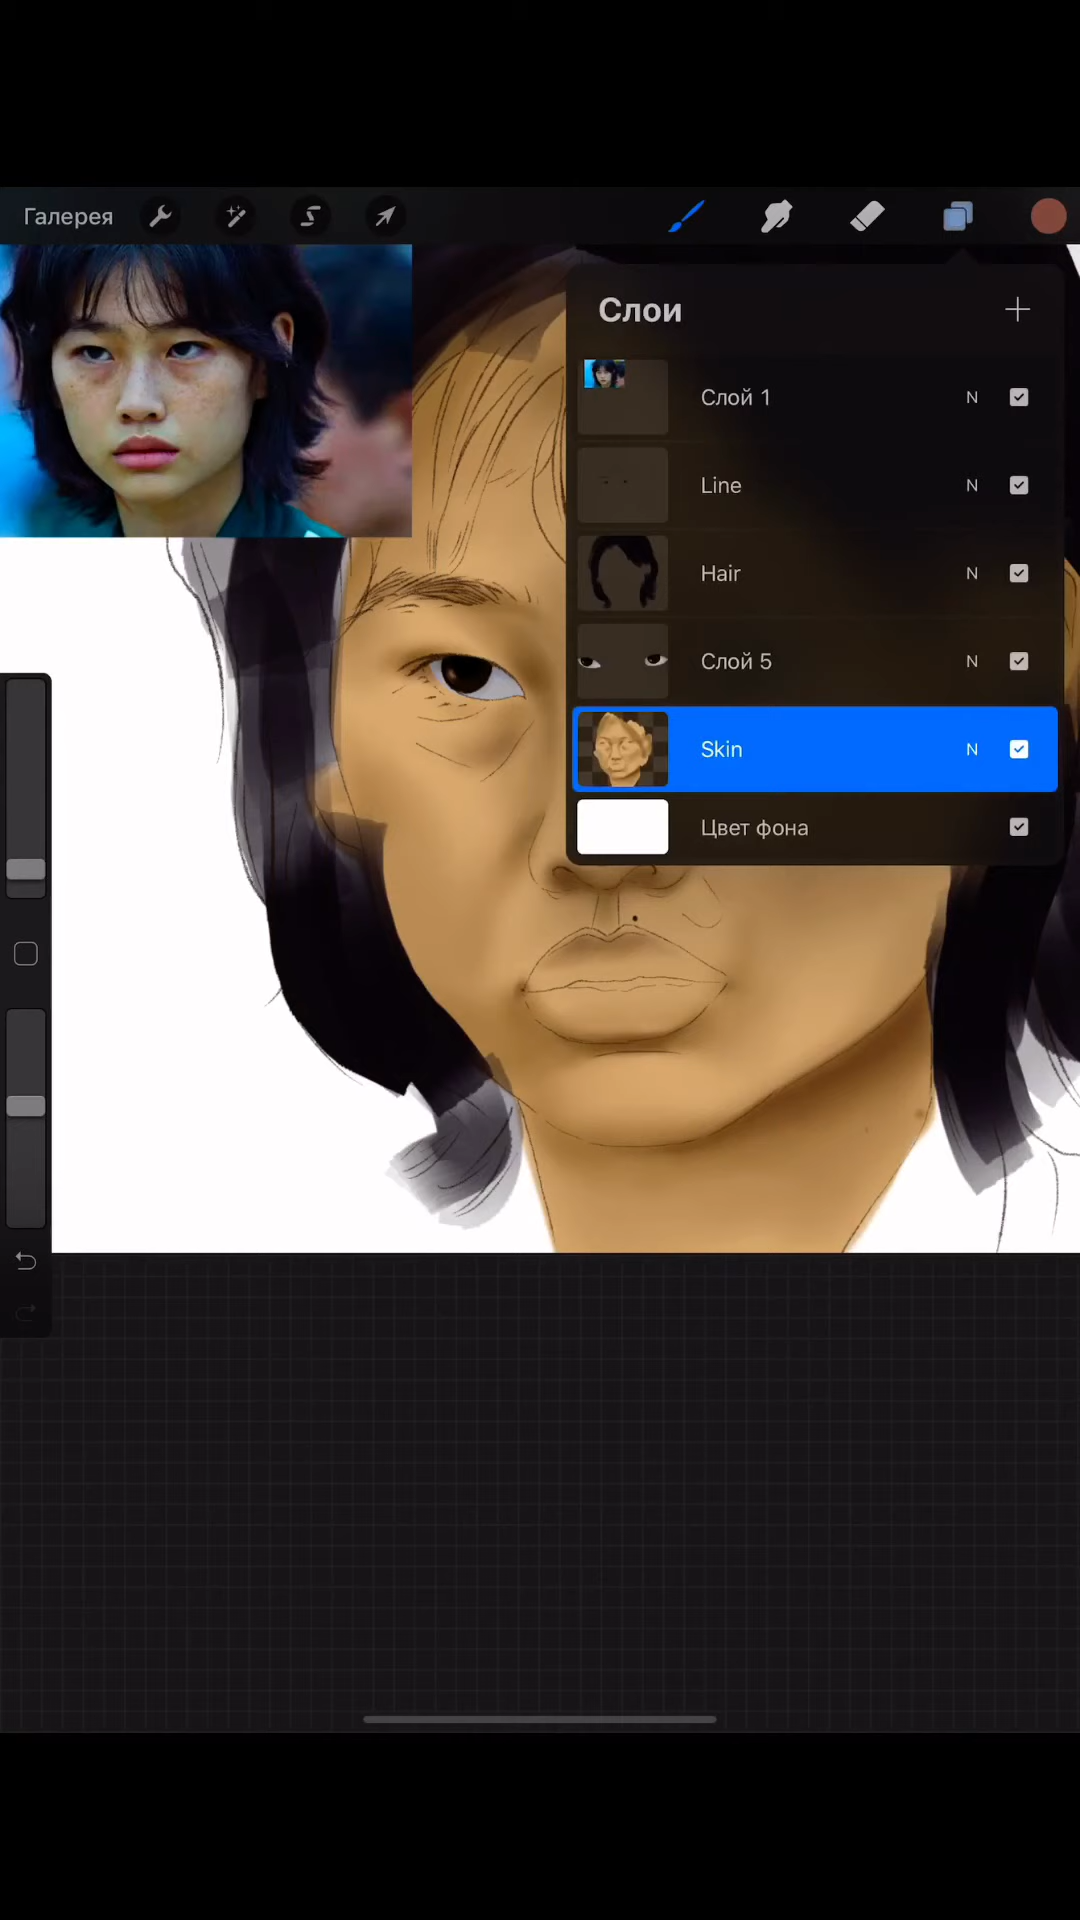 Галерея
Слои
Слой 1 N
Line N
Hair N
Слой 5 N
Skin N
Цвет фона